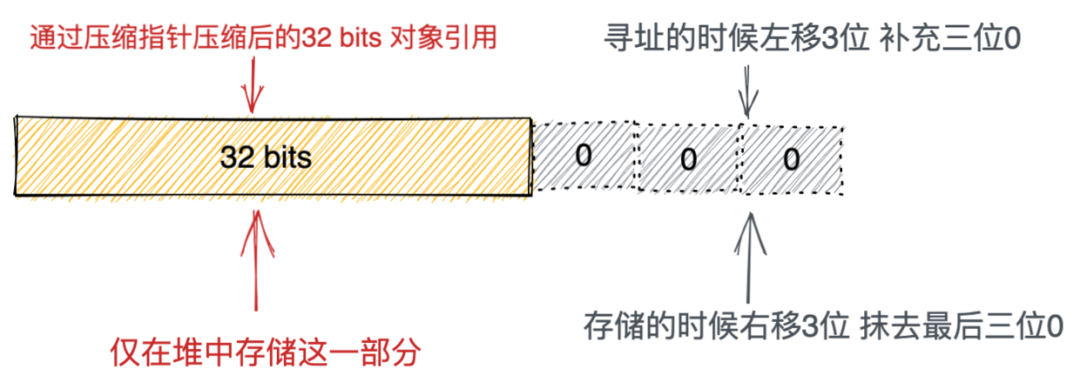 通过压缩指针压缩后的32 bits 对象引用
寻址的时候左移3位 补充三位0
32 bits
0
0
0
仅在堆中存储这一部分
存储的时候右移3位 抹去最后三位0